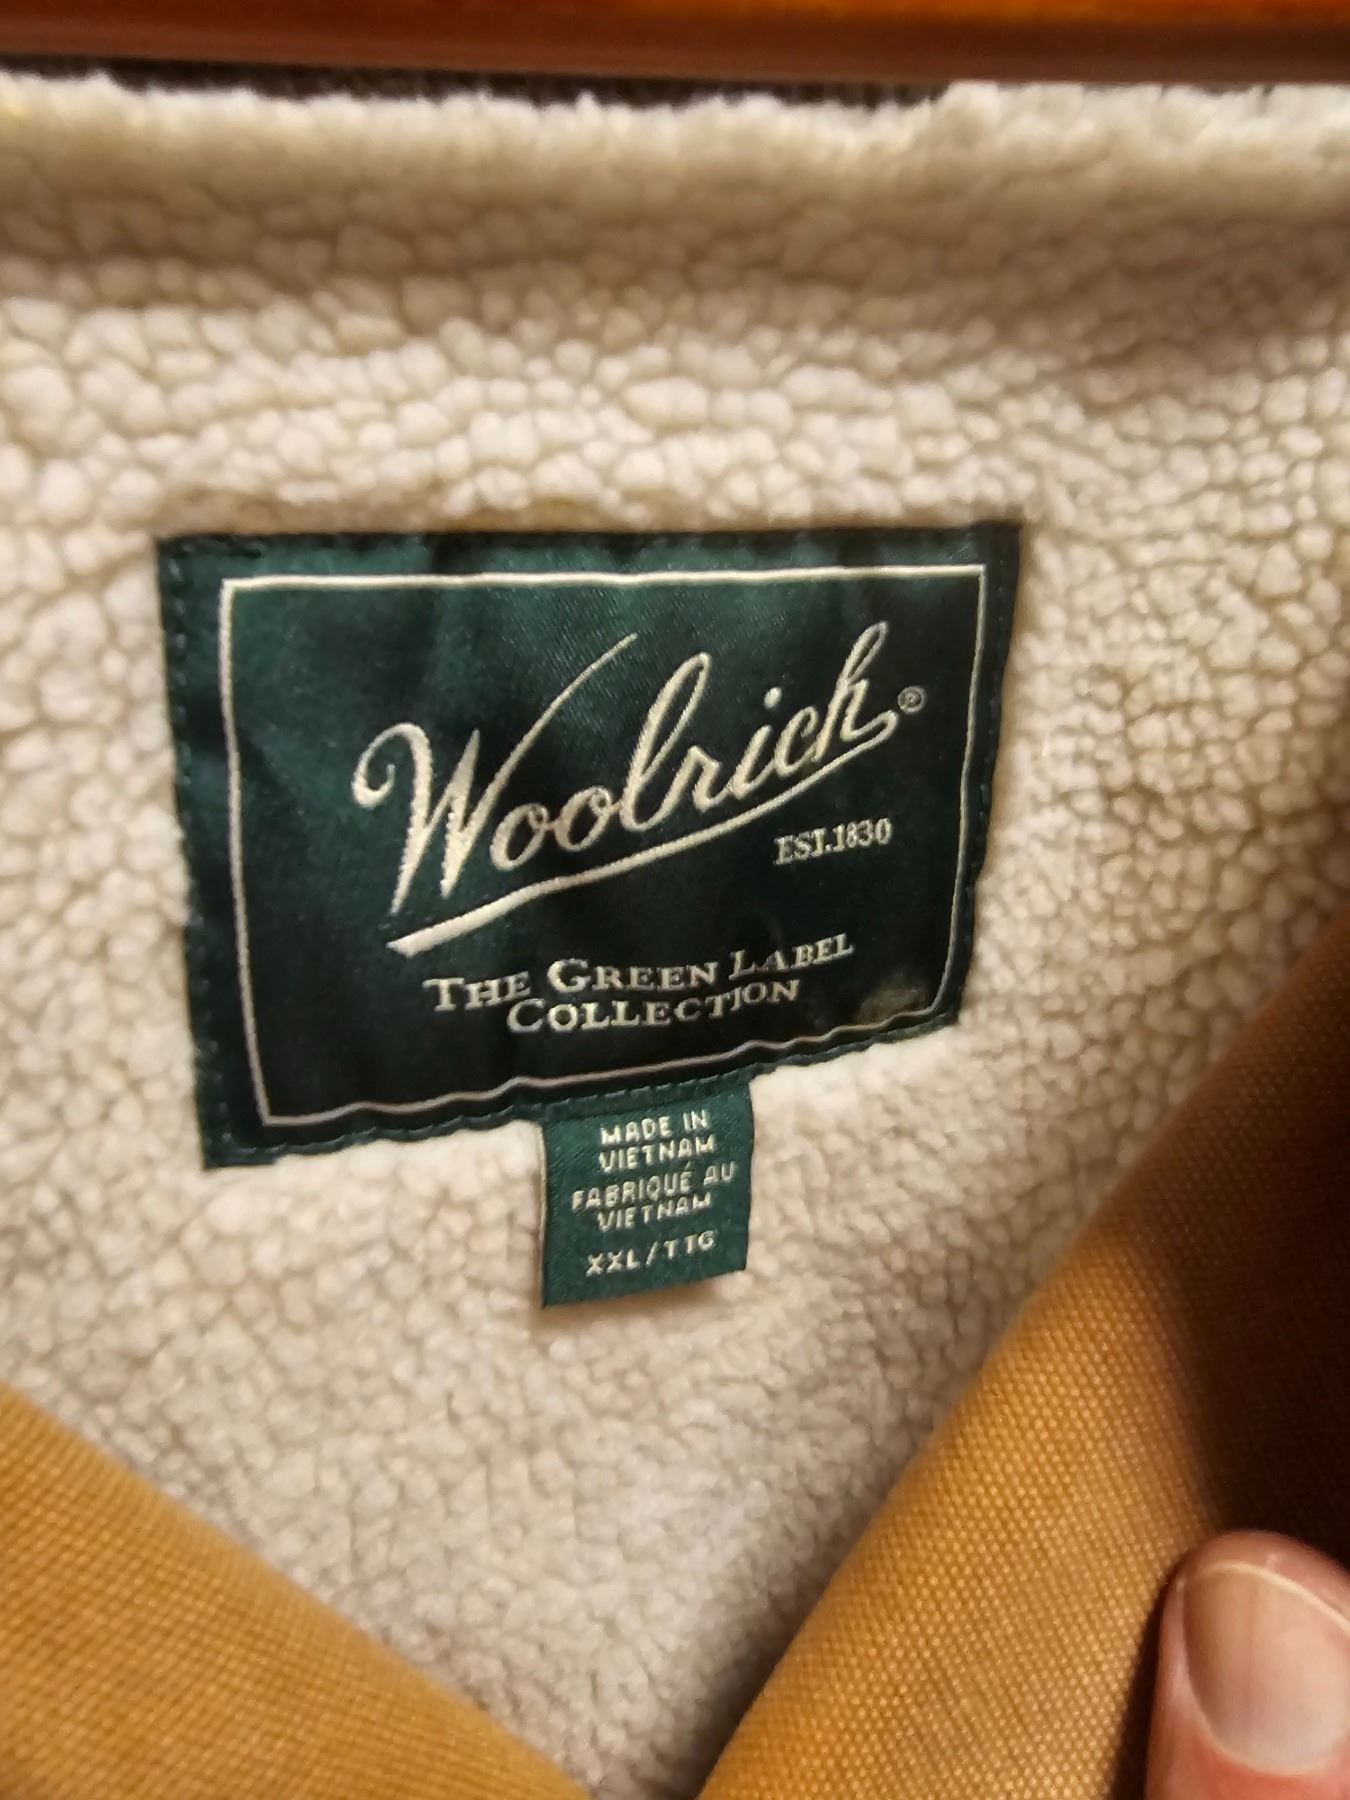 Woolrich®
EST.1830
THE GREEN LABEL
COLLECTION
MADE IN
VIETNAM
FABRIQUÉ AU
VIETNAM
XXL/TTG